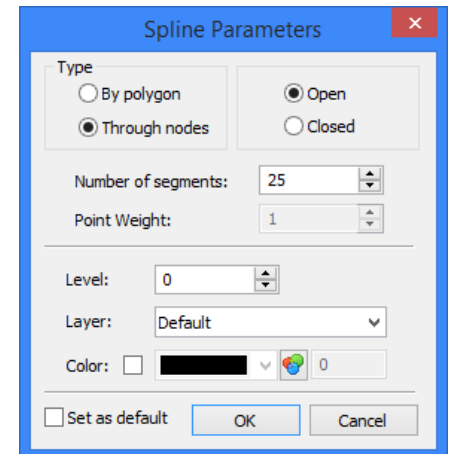 Spline Parameters
Type
By polygon
Through nodes
Open
Closed
Number of segments: 25
Point Weight: 1
Level: 0
Layer: Default
Color: 0
Set as default OK Cancel